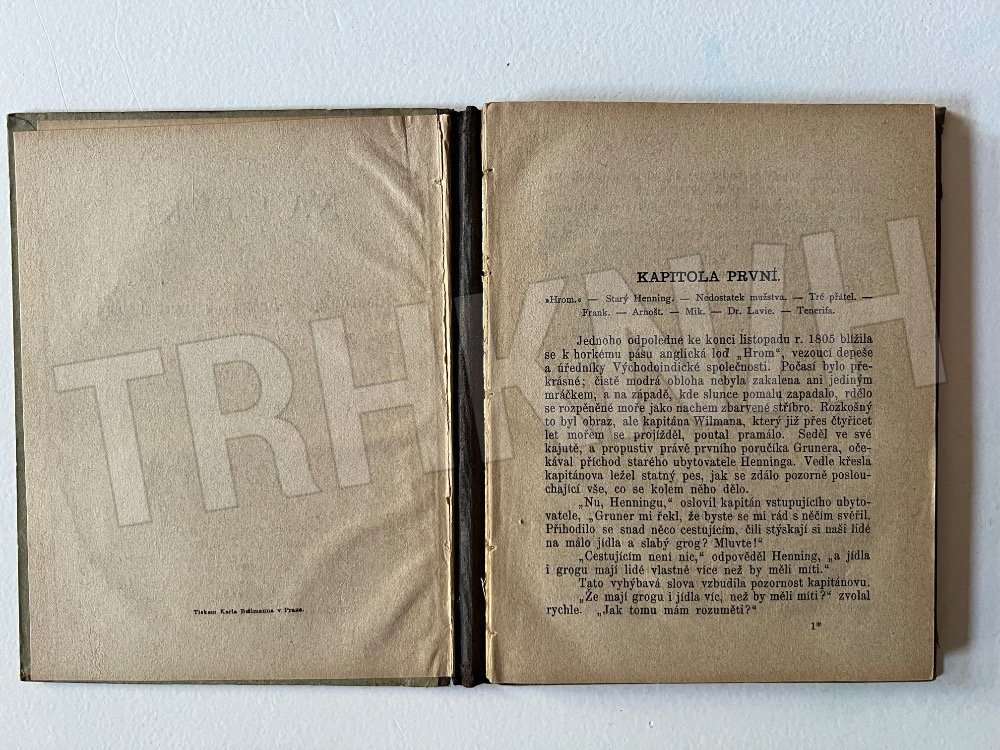 Tiskem Karla Bellmanna v Praze.
KAPITOLA PRVNÍ.
»Hrom.« — Starý Henning. — Nedostatek mužstva. — Tré přátel. —
Frank. — Arnošt. — Mik. — Dr. Lavie. — Tenerifa.
Jednoho odpoledne ke konci listopadu r. 1805 blížila
se k horkému pásu anglická loď „Hrom“, vezoucí depeše
a úředníky Východoindické společnosti. Počasí bylo pře-
krásné; čistě modrá obloha nebyla zakalena ani jediným
mráčkem, a na západě, kde slunce pomalu zapadalo, rdělo
se rozpěněné moře jako nachem zbarvené stříbro. Rozkošný
to byl obraz, ale kapitána Wilmana, který již přes čtyřicet
let mořem se projížděl, poutal pramálo. Seděl ve své
kajutě, a propustiv právě prvního poručíka Grunera, oče-
kával příchod starého ubytovatele Henninga. Vedle křesla
kapitánova ležel statný pes, jak se zdálo pozorně poslou-
chající vše, co se kolem něho dělo.
„Nu, Henningu,“ oslovil kapitán vstupujícího ubyto-
vatele, „Gruner mi řekl, že byste se mi rád s něčím svěřil.
Přihodilo se snad něco cestujícím, čili stýskají si naši lidé
na málo jídla a slabý grog? Mluvte!“
„Cestujícím není nic,“ odpověděl Henning, „a jídla
i grogu mají lidé vlastně více než by měli míti.“
Tato vyhýbavá slova vzbudila pozornost kapitánovu.
„Že mají grogu i jídla víc, než by měli míti?“ zvolal
rychle. „Jak tomu mám rozuměti?“
1*
TRHKNIH